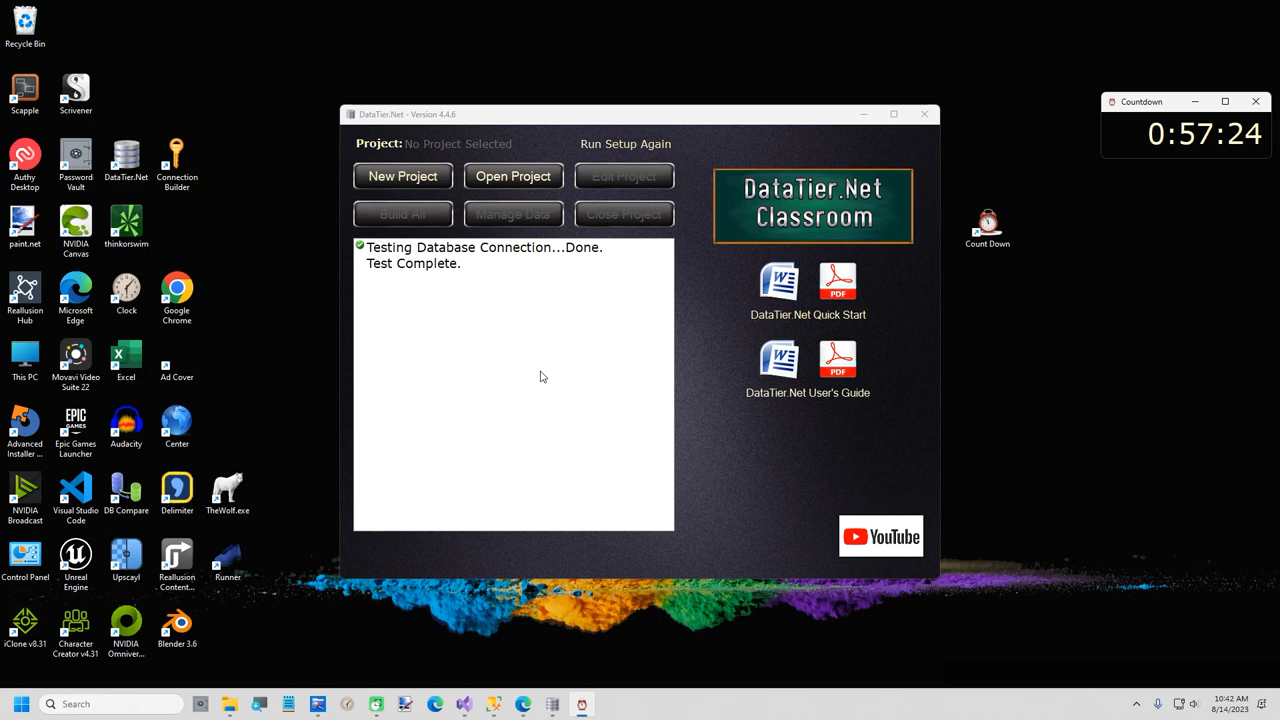 Recycle Bin
Scapple
Scrivener
Authy
Desktop
Password
Vault
DataTier.Net
Connection
Builder
paint.net
NVIDIA
Canvas
thinkorswim
Reallusion
Hub
Microsoft
Edge
Clock
Google
Chrome
This PC
Movavi Video
Suite 22
Excel
Ad Cover
Advanced
Installer ...
Epic Games
Launcher
Audacity
Center
NVIDIA
Broadcast
Visual Studio
Code
DB Compare
Delimiter
TheWolf.exe
Control Panel
Unreal
Engine
Upscayl
Reallusion
Content...
Runner
iClone v8.31
Character
Creator v4.31
NVIDIA
Omniver...
Blender 3.6
DataTier.Net - Version 4.4.6
Project: No Project Selected
Run Setup Again
New Project
Open Project
Edit Project
Build All
Manage Data
Close Project
Testing Database Connection...Done.
Test Complete.
DataTier.Net
Classroom
PDF
DataTier.Net Quick Start
PDF
DataTier.Net User's Guide
YouTube
Countdown
0:57:24
Count Down
Search
10:42 AM
8/14/2023